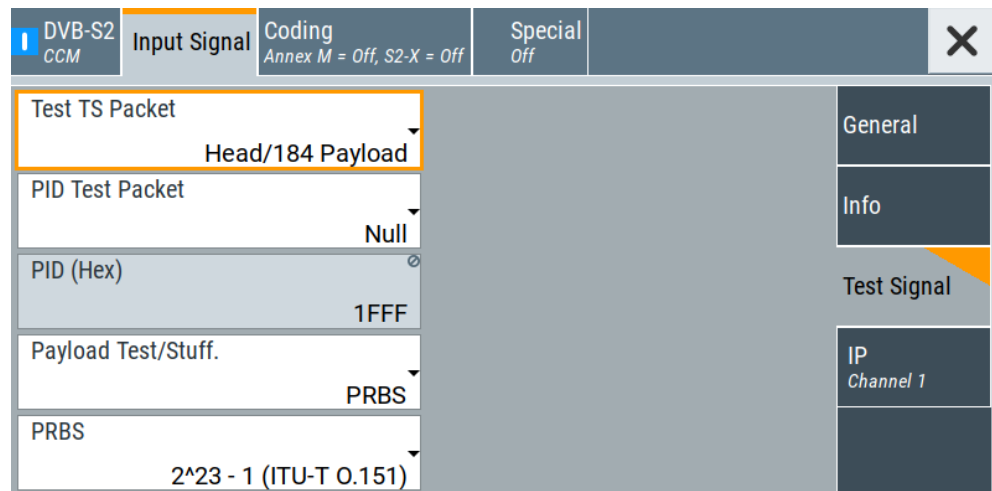 DVB-S2
CCM
Input Signal
Coding
Annex M = Off, S2-X = Off
Special
Off
Test TS Packet
Head/184 Payload
PID Test Packet
Null
PID (Hex)
1FFF
Payload Test/Stuff.
PRBS
PRBS
2^23 - 1 (ITU-T O.151)
General
Info
Test Signal
IP
Channel 1